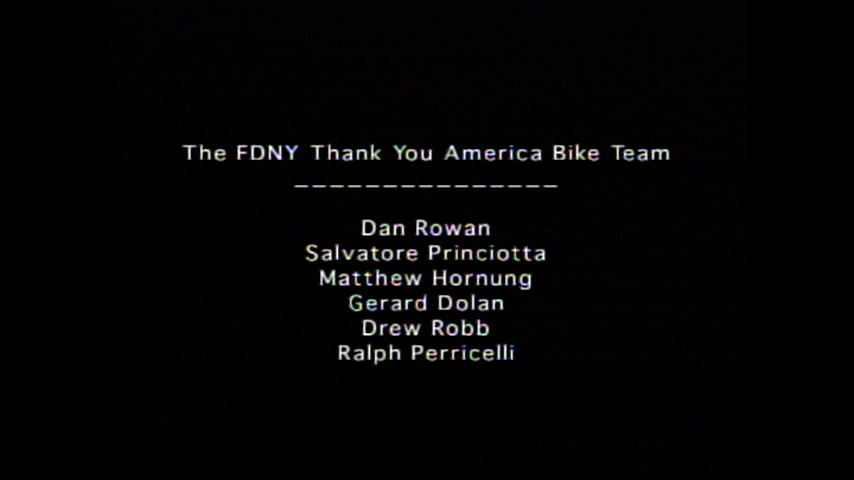 The FDNY Thank You America Bike Team
_______________
Dan Rowan
Salvatore Princiotta
Matthew Hornung
Gerard Dolan
Drew Robb
Ralph Perricelli